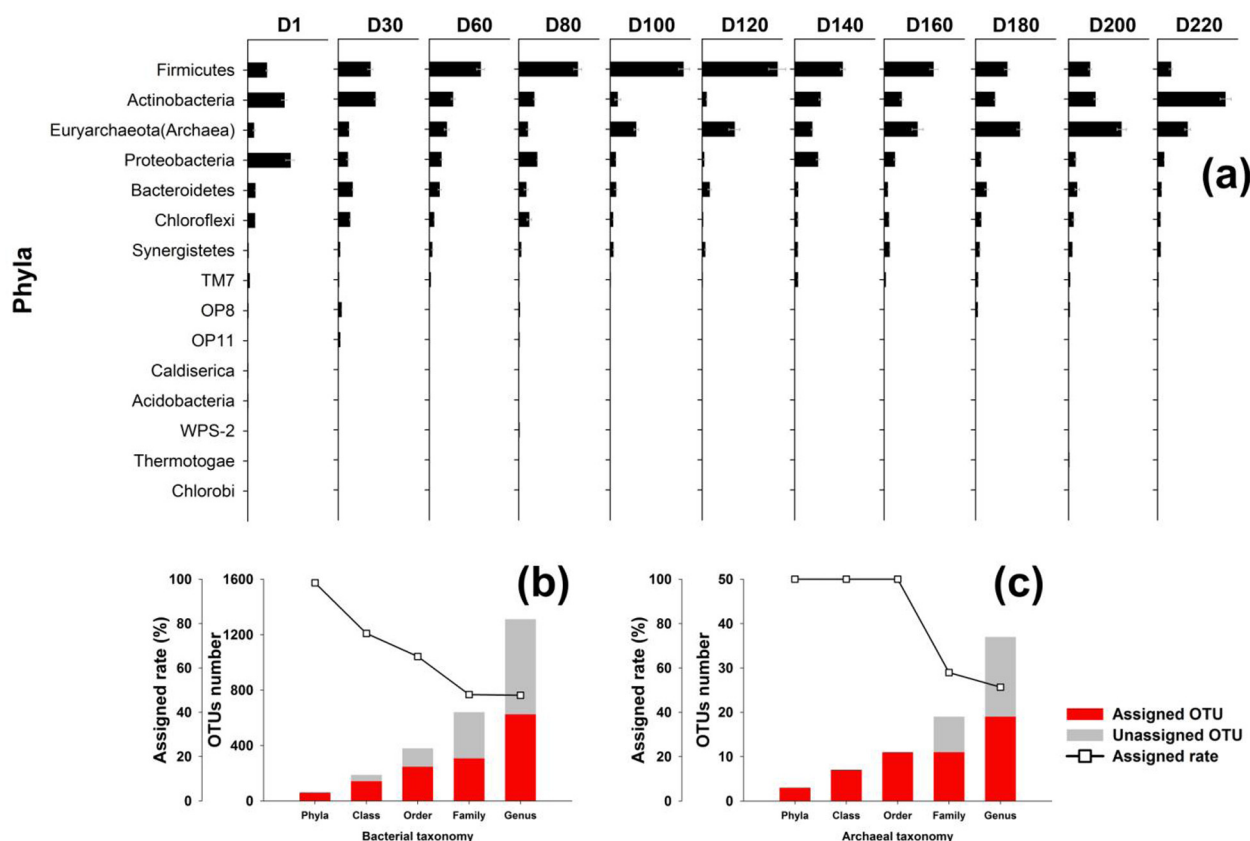 D1 D30 D60 D80 D100 D120 D140 D160 D180 D200 D220
Firmicutes
Actinobacteria
Euryarchaeota(Archaea)
Proteobacteria
Bacteroidetes
Chloroflexi
Synergistetes
TM7
OP8
OP11
Caldiserica
Acidobacteria
WPS-2
Thermotogae
Chlorobi
Phyla
(a)
(b)
Assigned rate (%)
100
80
60
40
20
0
OTUs number
1600
1200
800
400
0
Phyla Class Order Family Genus
Bacterial taxonomy
(c)
Assigned rate (%)
100
80
60
40
20
0
OTUs number
50
40
30
20
10
0
Phyla Class Order Family Genus
Archaeal taxonomy
Assigned OTU
Unassigned OTU
Assigned rate